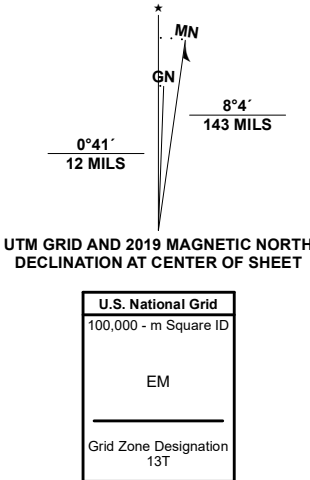 MN
GN
8°4´
143 MILS
0°41´
12 MILS
UTM GRID AND 2019 MAGNETIC NORTH
DECLINATION AT CENTER OF SHEET
U.S. National Grid
100,000 - m Square ID
EM
Grid Zone Designation
13T